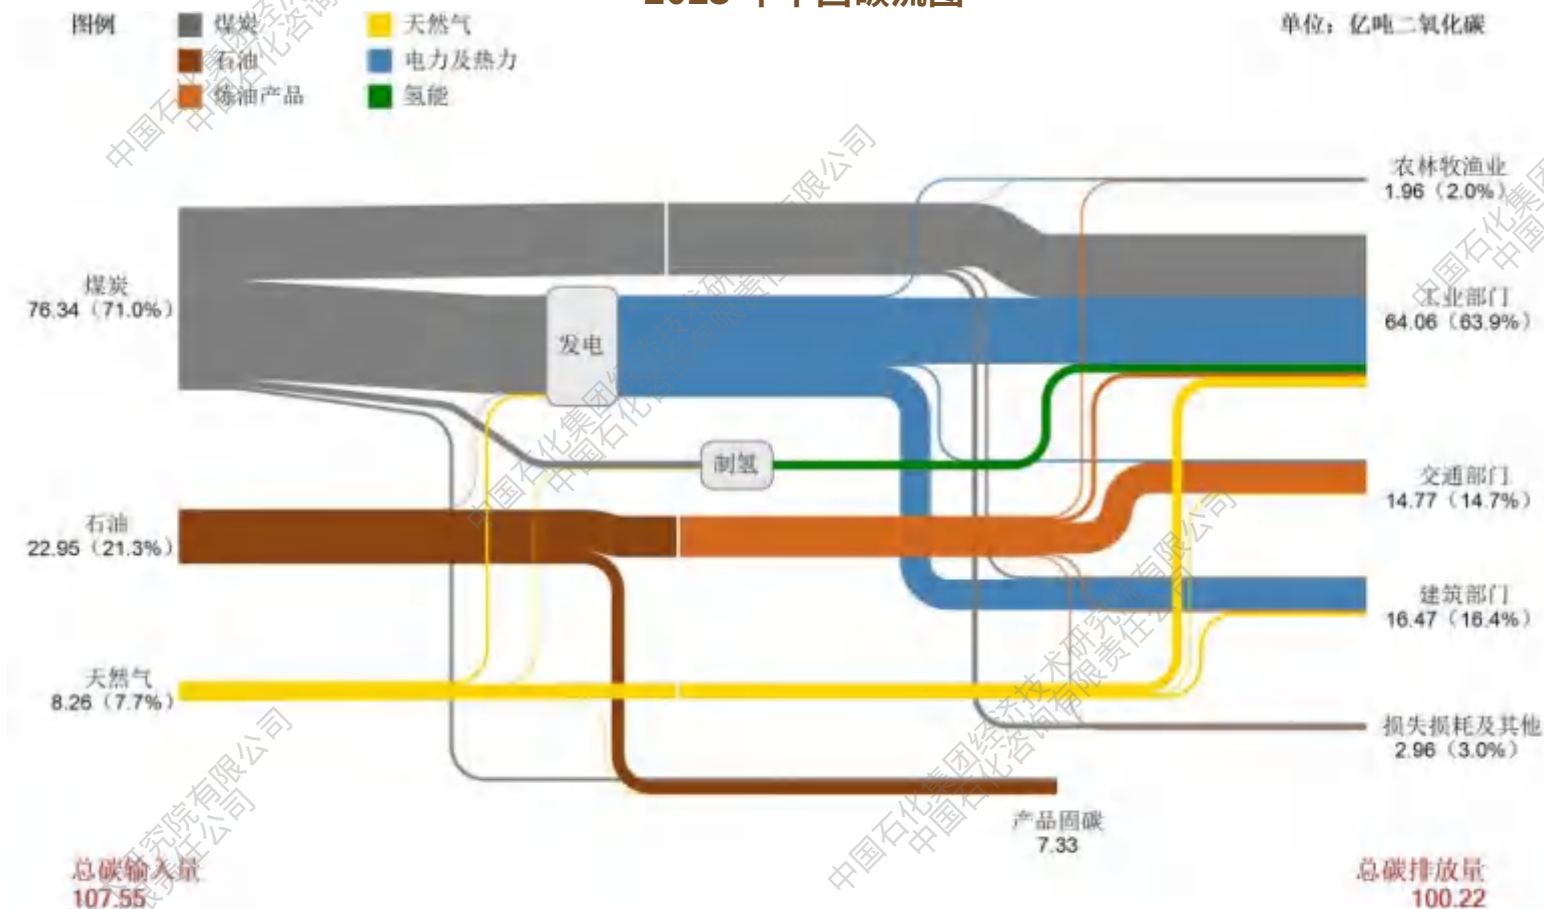 图例
煤炭
天然气
单位：亿吨二氧化碳
石油
电力及热力
炼油产品
氢能
农林牧渔业
1.96（2.0%）
煤炭
76.34（71.0%）
发电
工业部门
64.06（63.9%）
制氢
石油
22.95（21.3%）
交通部门
14.77（14.7%）
建筑部门
16.47（16.4%）
天然气
8.26（7.7%）
损失损耗及其他
2.96（3.0%）
产品固碳
7.33
总碳输入量
107.55
总碳排放量
100.22